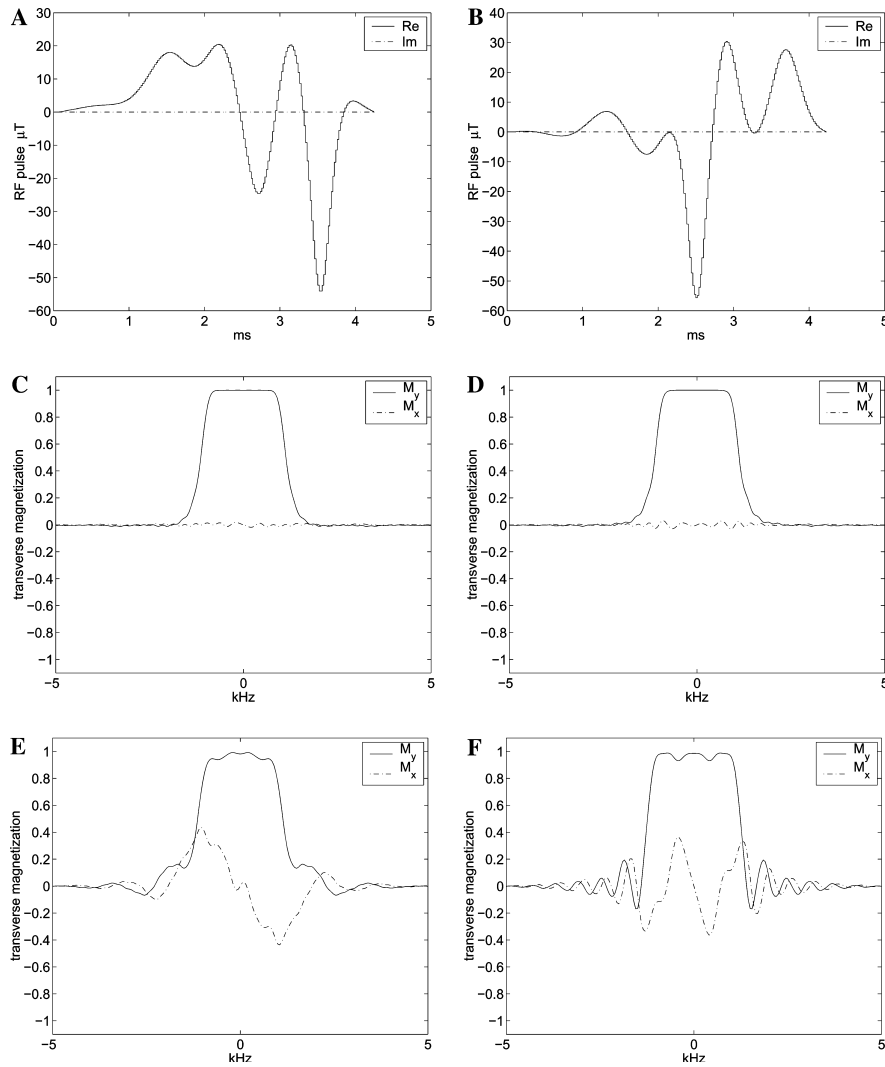 A
B
30
20
10
0
−10
−20
−30
−40
−50
−60
RF pulse μT
0
1
2
3
4
5
ms
Re
Im
40
30
20
10
0
−10
−20
−30
−40
−50
−60
RF pulse μT
0
1
2
3
4
5
ms
Re
Im
C
D
1
0.8
0.6
0.4
0.2
0
−0.2
−0.4
−0.6
−0.8
−1
transverse magnetization
−5
0
5
kHz
My
Mx
1
0.8
0.6
0.4
0.2
0
−0.2
−0.4
−0.6
−0.8
−1
transverse magnetization
−5
0
5
kHz
My
Mx
E
F
1
0.8
0.6
0.4
0.2
0
−0.2
−0.4
−0.6
−0.8
−1
transverse magnetization
−5
0
5
kHz
My
Mx
1
0.8
0.6
0.4
0.2
0
−0.2
−0.4
−0.6
−0.8
−1
transverse magnetization
−5
0
5
kHz
My
Mx